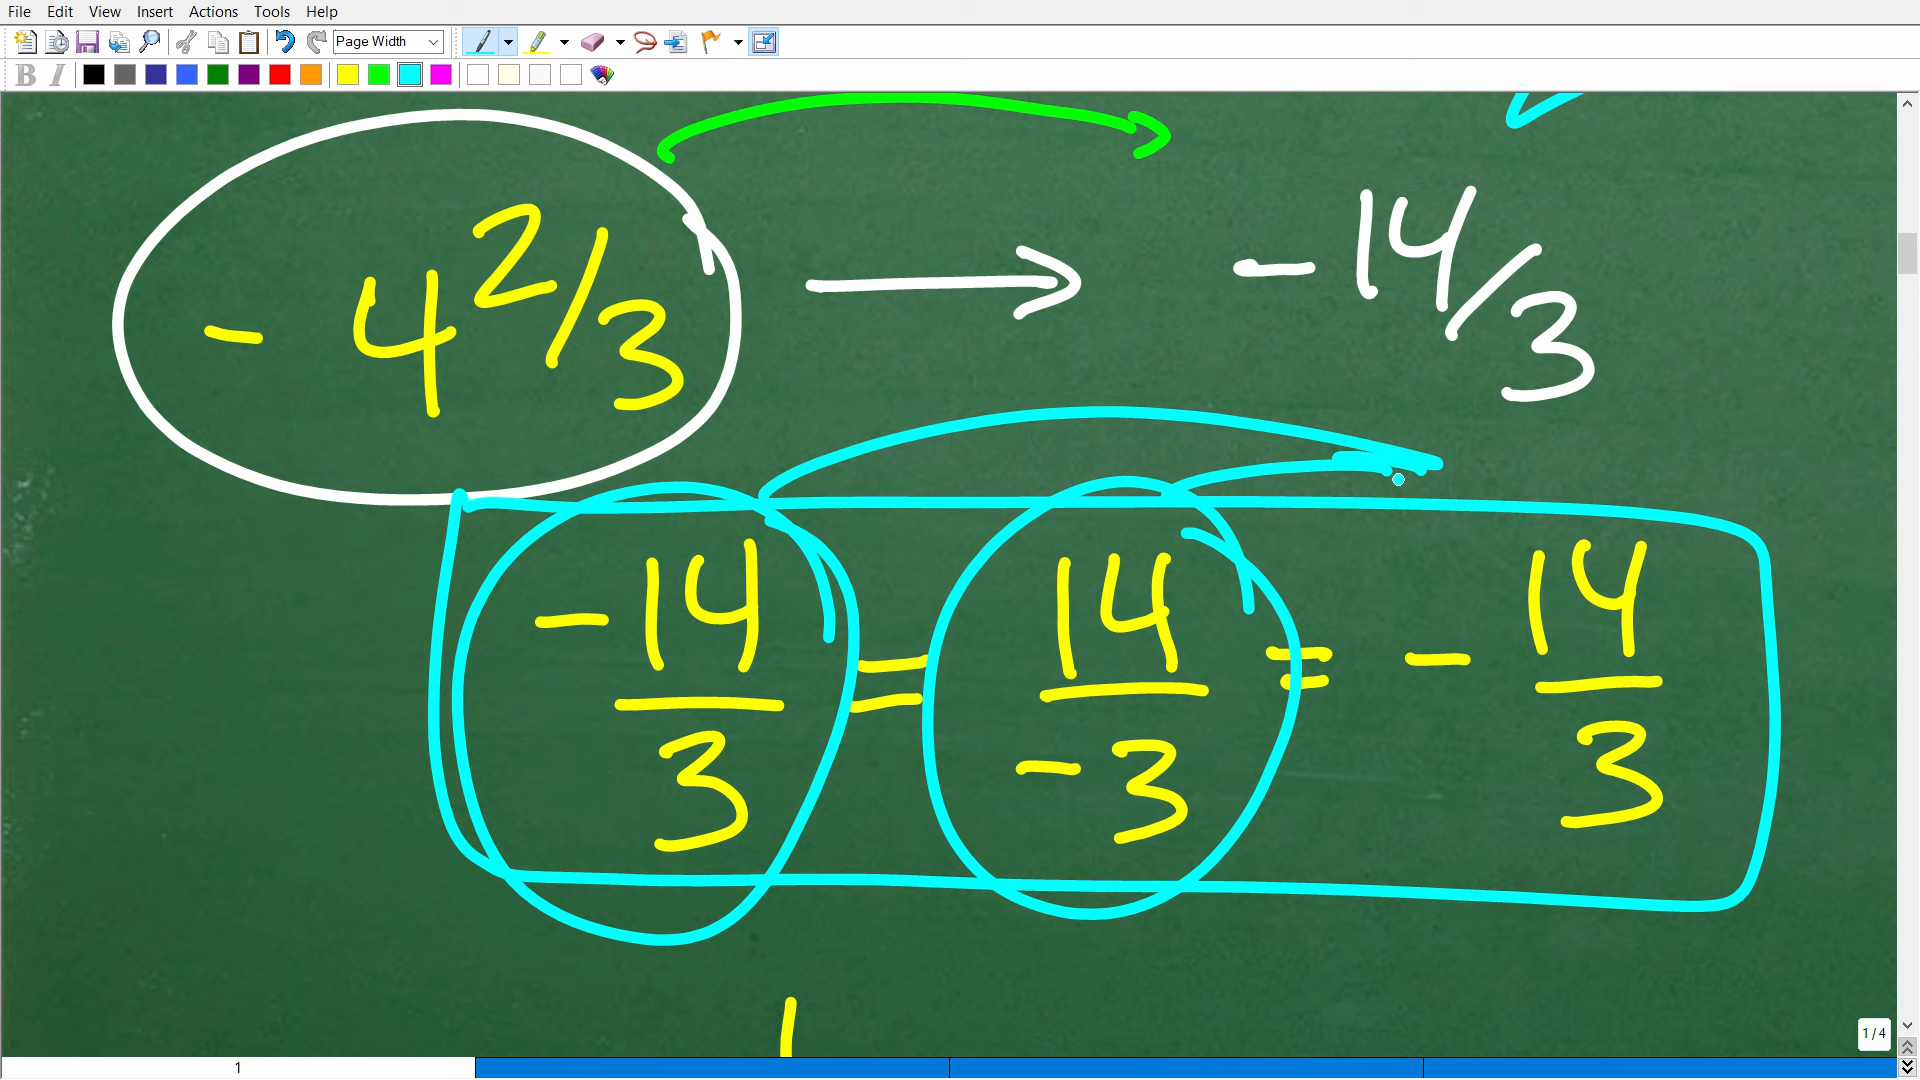 File Edit View Insert Actions Tools Help
Page Width
B I
- 4 2/3 → - 14/3
-14/3 = 14/-3 = - 14/3
1/4
1